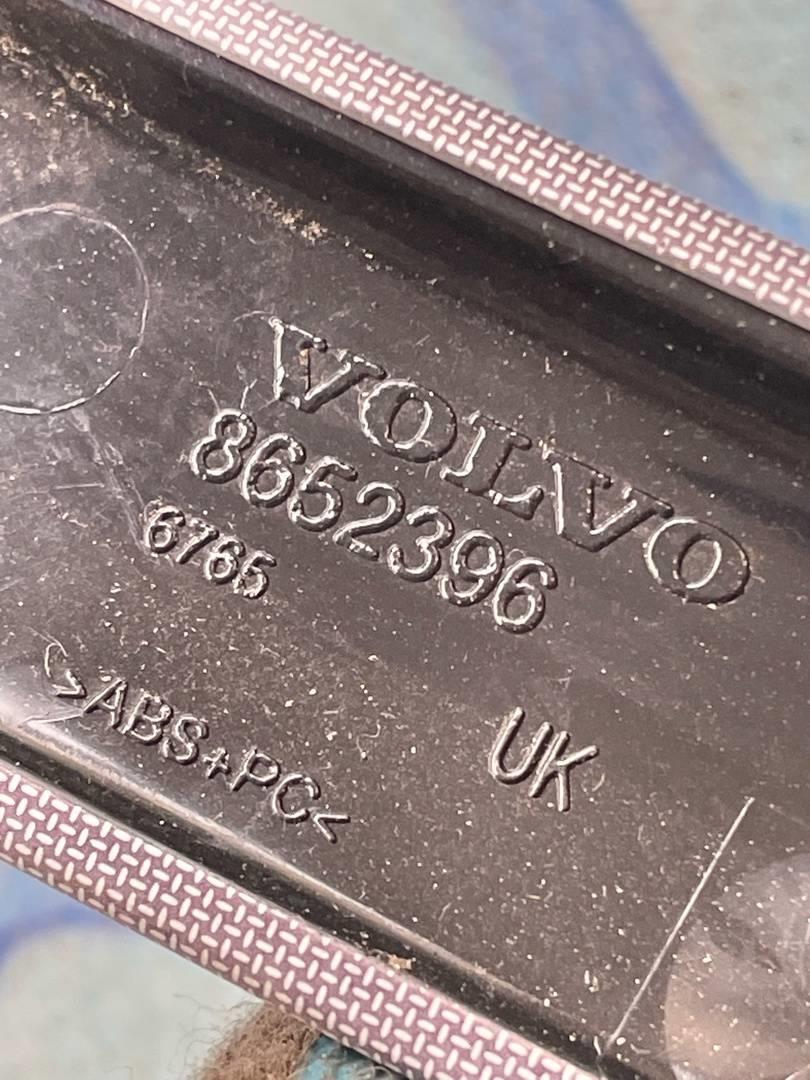 VOLVO
8652396
6765
>ABS+PC<
UK